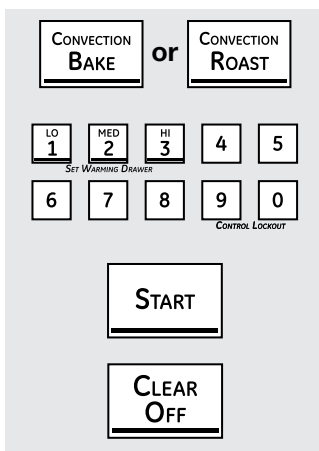 CONVECTION
BAKE
or
CONVECTION
ROAST
LO
1
MED
2
HI
3
4
5
SET WARMING DRAWER
6
7
8
9
0
CONTROL LOCKOUT
START
CLEAR
OFF